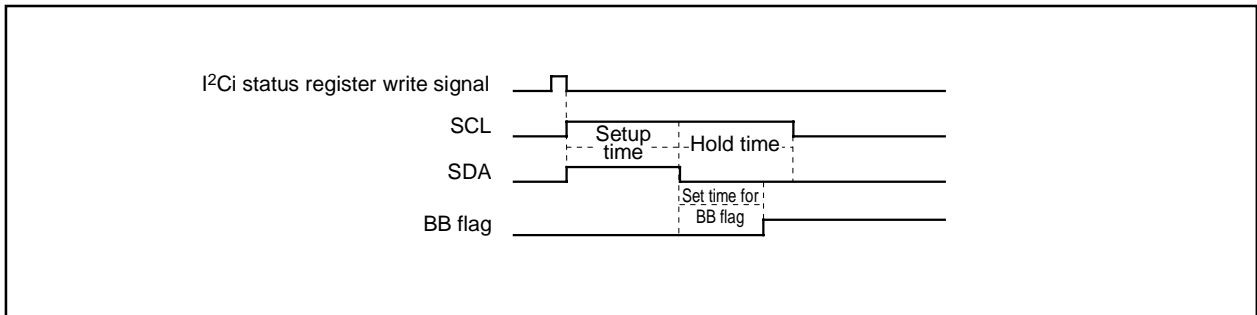 I²Ci status register write signal
SCL
Setup
time
Hold time
SDA
Set time for
BB flag
BB flag